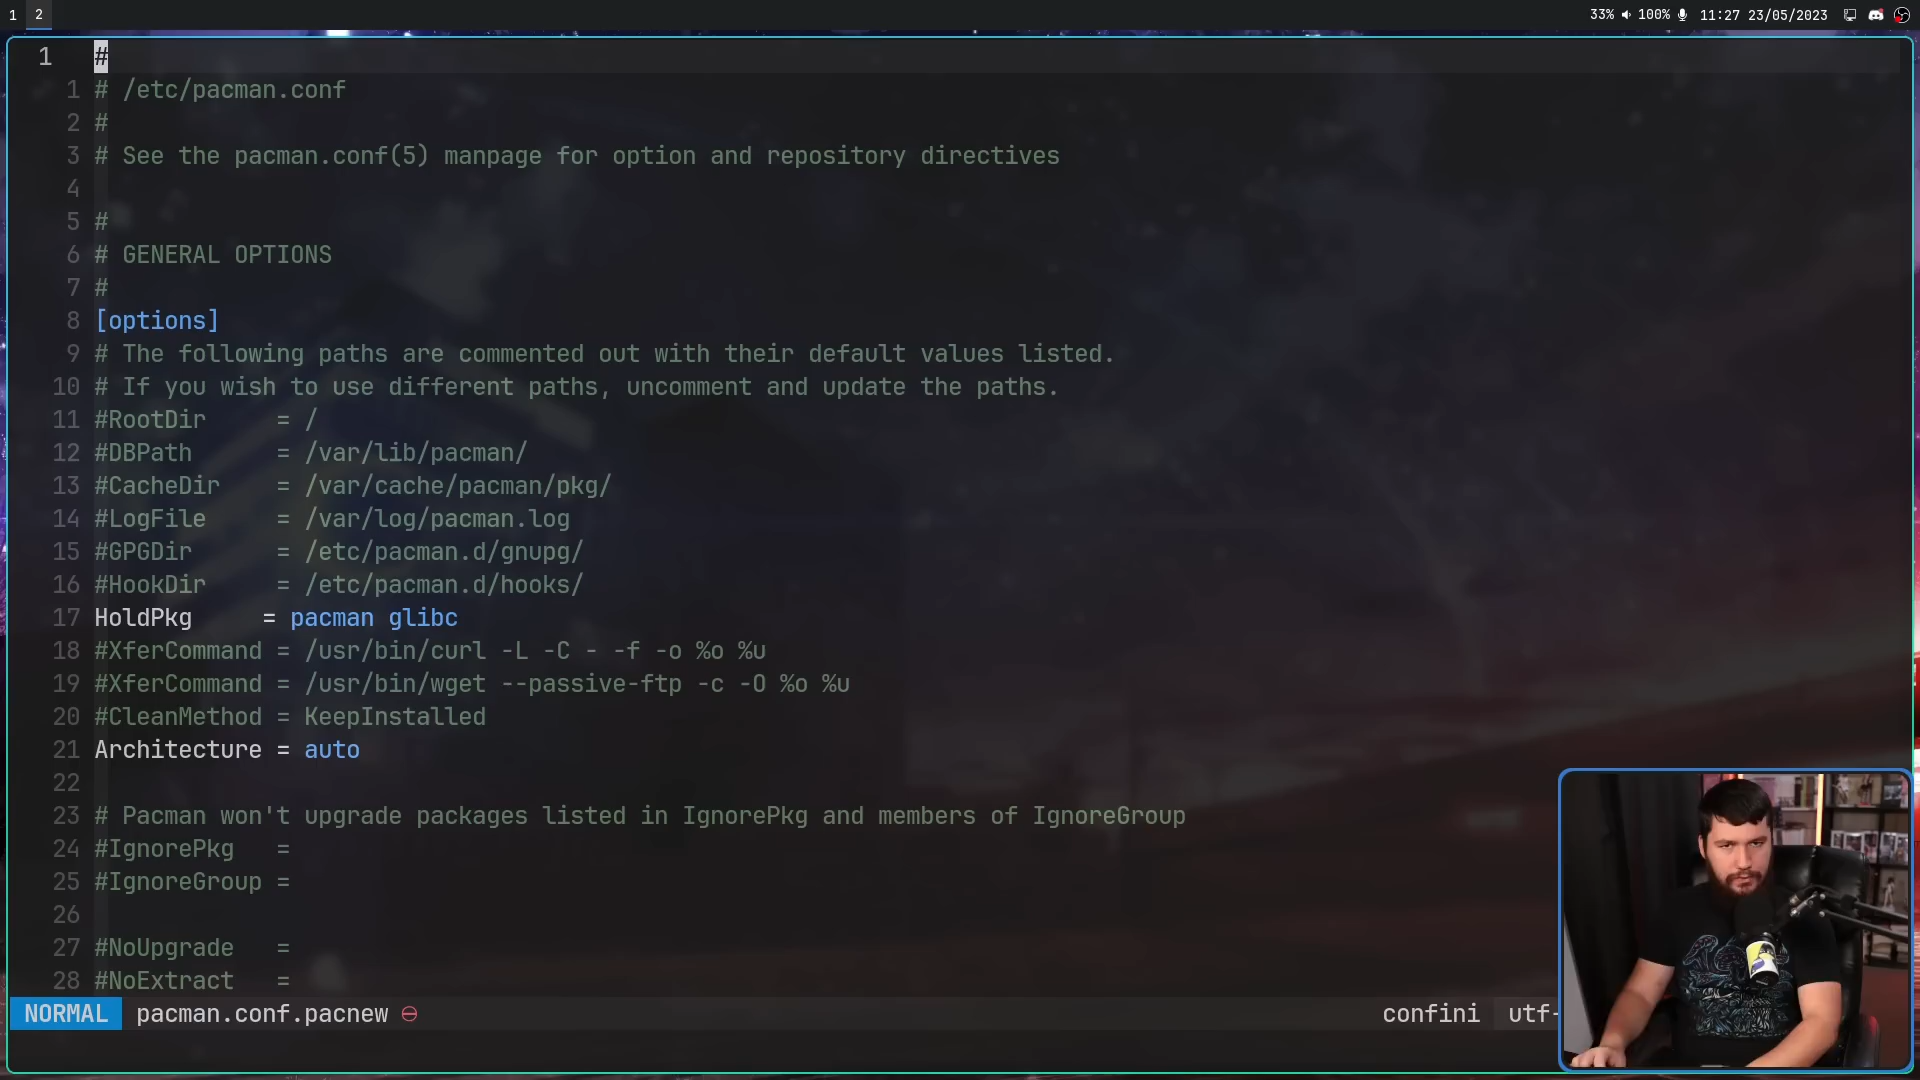 1 2 33% 100% 11:27 23/05/2023
1 #
1 # /etc/pacman.conf
2 #
3 # See the pacman.conf(5) manpage for option and repository directives
4
5 #
6 # GENERAL OPTIONS
7 #
8 [options]
9 # The following paths are commented out with their default values listed.
10 # If you wish to use different paths, uncomment and update the paths.
11 #RootDir     = /
12 #DBPath      = /var/lib/pacman/
13 #CacheDir    = /var/cache/pacman/pkg/
14 #LogFile     = /var/log/pacman.log
15 #GPGDir      = /etc/pacman.d/gnupg/
16 #HookDir     = /etc/pacman.d/hooks/
17 HoldPkg     = pacman glibc
18 #XferCommand = /usr/bin/curl -L -C - -f -o %o %u
19 #XferCommand = /usr/bin/wget --passive-ftp -c -O %o %u
20 #CleanMethod = KeepInstalled
21 Architecture = auto
22
23 # Pacman won't upgrade packages listed in IgnorePkg and members of IgnoreGroup
24 #IgnorePkg   =
25 #IgnoreGroup =
26
27 #NoUpgrade   =
28 #NoExtract   =
NORMAL pacman.conf.pacnew confini utf-